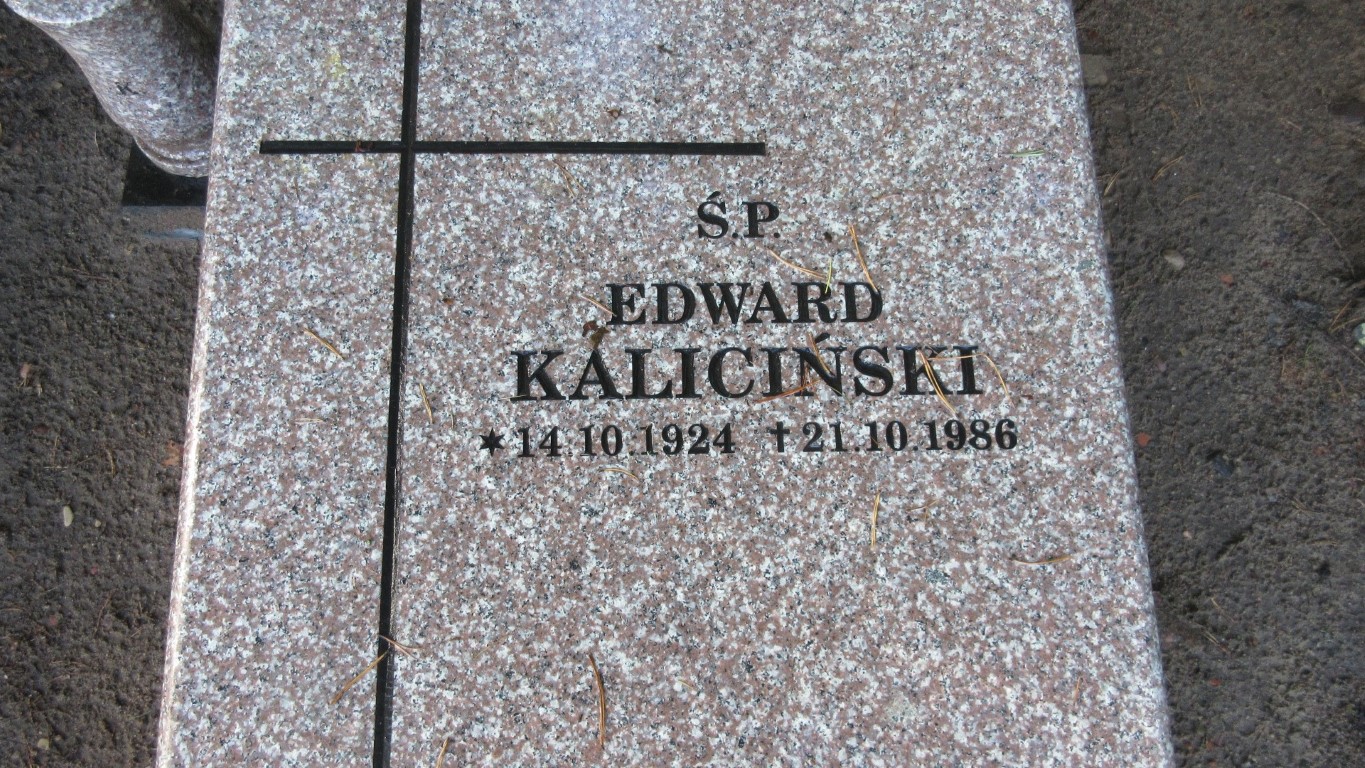 Ś.P.
EDWARD
KALICIŃSKI
✶14.10.1924 ✝21.10.1986